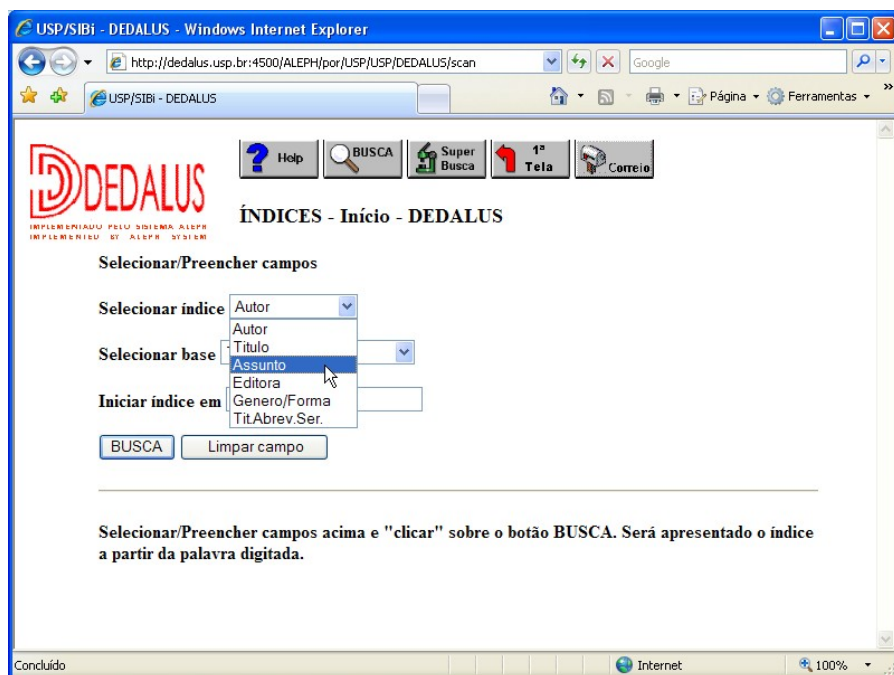 USP/SIBi - DEDALUS - Windows Internet Explorer
http://dedalus.usp.br:4500/ALEPH/por/USP/USP/DEDALUS/scan
Google
USP/SIBi - DEDALUS
Página
Ferramentas
»
DEDALUS
IMPLEMENTADO PELO SISTEMA ALEPH
IMPLEMENTED BY ALEPH SYSTEM
? Help
BUSCA
Super Busca
1ª Tela
Correio
ÍNDICES - Início - DEDALUS
Selecionar/Preencher campos
Selecionar índice Autor
Autor
Titulo
Selecionar base
Assunto
Editora
Iniciar índice em
Genero/Forma
Tit.Abrev.Ser.
BUSCA Limpar campo
Selecionar/Preencher campos acima e "clicar" sobre o botão BUSCA. Será apresentado o índice
a partir da palavra digitada.
Concluído
Internet
100%